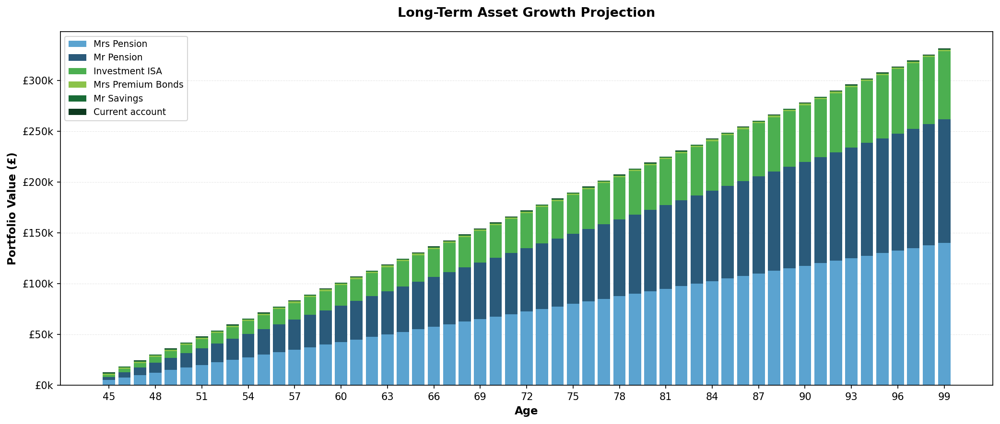 Long-Term Asset Growth Projection
Mrs Pension
Mr Pension
Investment ISA
Mrs Premium Bonds
Mr Savings
Current account
Portfolio Value (£)
£300k
£250k
£200k
£150k
£100k
£50k
£0k
45 48 51 54 57 60 63 66 69 72 75 78 81 84 87 90 93 96 99
Age